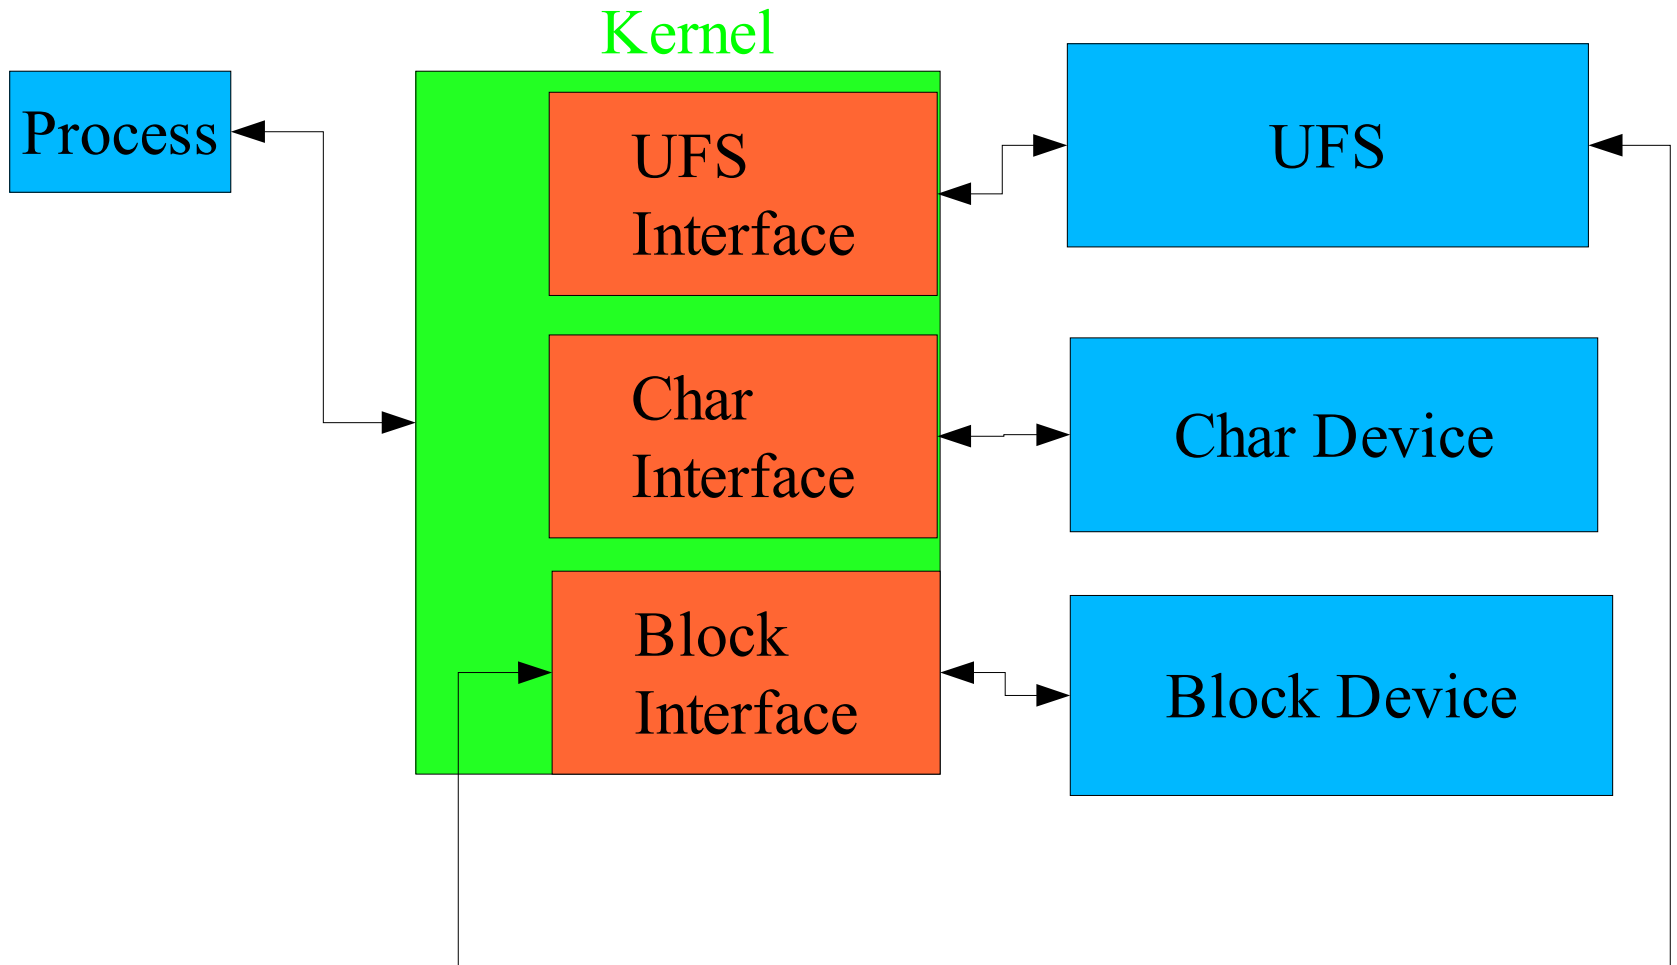 Kernel
Process
UFS
Interface
UFS
Char
Interface
Char Device
Block
Interface
Block Device